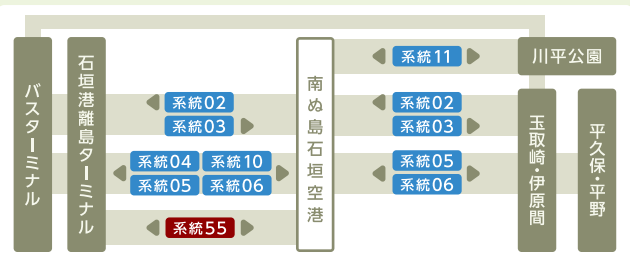 バスターミナル
石垣港離島ターミナル
系統02
系統03
系統04 系統10
系統05 系統06
系統55
南ぬ島石垣空港
系統11
系統02
系統03
系統05
系統06
川平公園
玉取崎・伊原間
平久保・平野